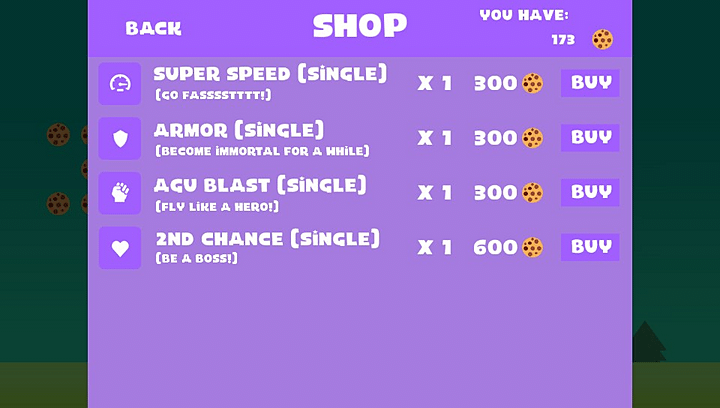 BACK
SHOP
YOU HAVE:
173
SUPER SPEED (SiNGLE)
(GO FASSSSTTTT!)
X 1
300
BUY
ARMOR (SiNGLE)
(BECOME iMMORTAL FOR A WHiLE)
X 1
300
BUY
AGU BLAST (SiNGLE)
(FLY LiKE A HERO!)
X 1
300
BUY
2ND CHANCE (SiNGLE)
(BE A BOSS!)
X 1
600
BUY